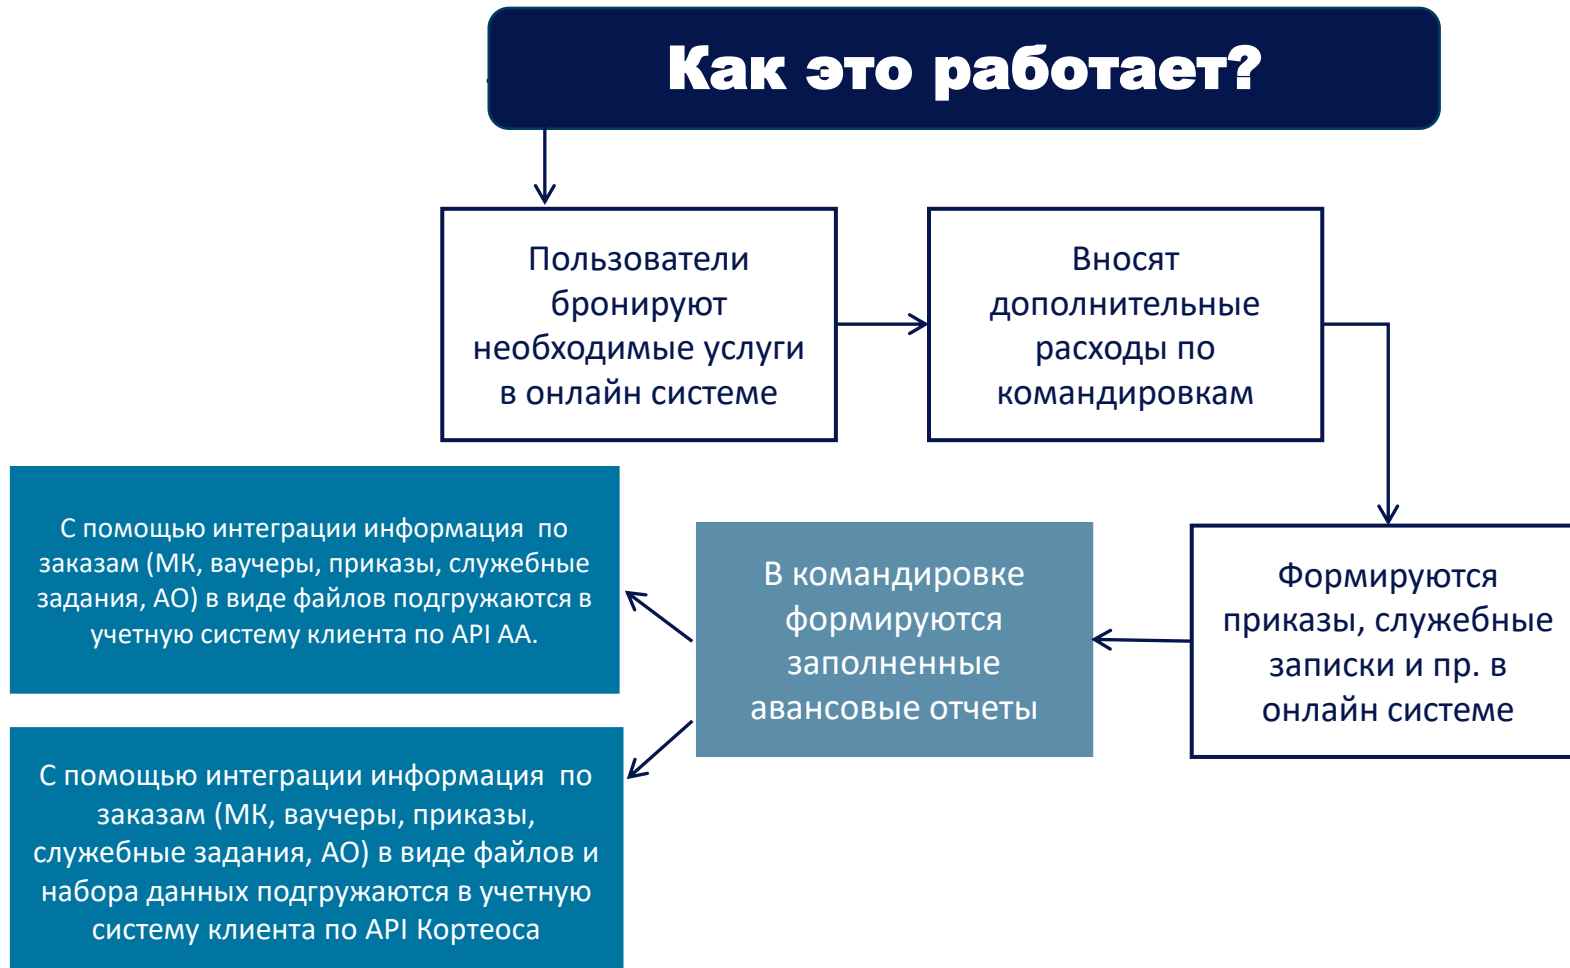 Как это работает?
Пользователи
бронируют
необходимые услуги
в онлайн системе
Вносят
дополнительные
расходы по
командировкам
Формируются
приказы, служебные
записки и пр. в
онлайн системе
В командировке
формируются
заполненные
авансовые отчеты
С помощью интеграции информация  по
заказам (МК, ваучеры, приказы, служебные
задания, АО) в виде файлов подгружаются в
учетную систему клиента по API АА.
С помощью интеграции информация  по
заказам (МК, ваучеры, приказы,
служебные задания, АО) в виде файлов и
набора данных подгружаются в учетную
систему клиента по API Кортеоса